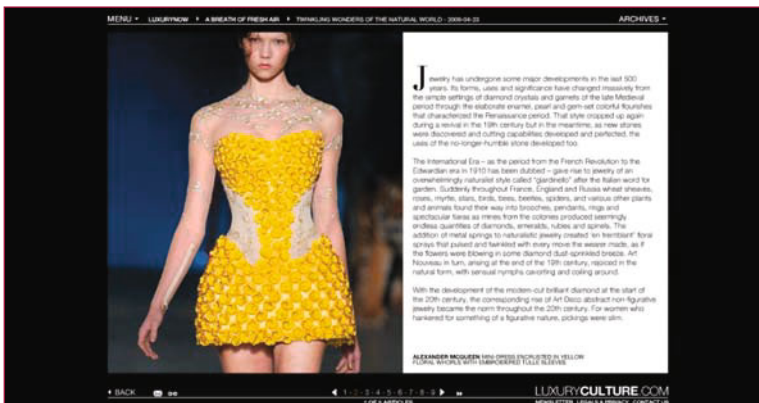 MENU LUXURYNOW A BREATH OF FRESH AIR TWINKLING WONDERS OF THE NATURAL WORLD - 2009-04-23 ARCHIVES
Jewelry has undergone some major developments in the last 500
years. Its forms, uses and significance have changed massively from
the simple settings of diamond crystals and garnets of the late Medieval
period through the elaborate enamel, pearl and gem-set colorful flourishes
that characterized the Renaissance period. That style cropped up again
during a revival in the 19th century but in the meantime, as new stones
were discovered and cutting capabilities developed and perfected, the
uses of the no-longer-humble stone developed too.
The International Era – as the period from the French Revolution to the
Edwardian era in 1910 has been dubbed – gave rise to jewelry of an
overwhelmingly naturalist style called "giardinello" after the Italian word for
garden. Suddenly throughout France, England and Russia wheat sheaves,
roses, myrtle, stars, birds, bees, beetles, spiders, and various other plants
and animals found their way into brooches, pendants, rings and
spectacular tiaras as mines from the colonies produced seemingly
endless quantities of diamonds, emeralds, rubies and spinels. The
addition of metal springs to naturalistic jewelry created 'en tremblant' floral
sprays that pulsed and twinkled with every move the wearer made, as if
the flowers were blowing in some diamond dust-sprinkled breeze. Art
Nouveau in turn, arising at the end of the 19th century, rejoiced in the
natural form, with sensual nymphs cavorting and coiling around.
With the development of the modern-cut brilliant diamond at the start of
the 20th century, the corresponding rise of Art Deco abstract non-figurative
jewelry became the norm throughout the 20th century. For women who
hankered for something of a figurative nature, pickings were slim.
ALEXANDER MCQUEEN MINI-DRESS ENCRUSTED IN YELLOW
FLORAL WHORLS WITH EMBROIDERED TULLE SLEEVES
BACK 1 - 2 - 3 - 4 - 5 - 6 - 7 - 8 - 9 LUXURYCULTURE.COM
1 OF 9 ARTICLES NEWSLETTER LEGALS & PRIVACY CONTACT US